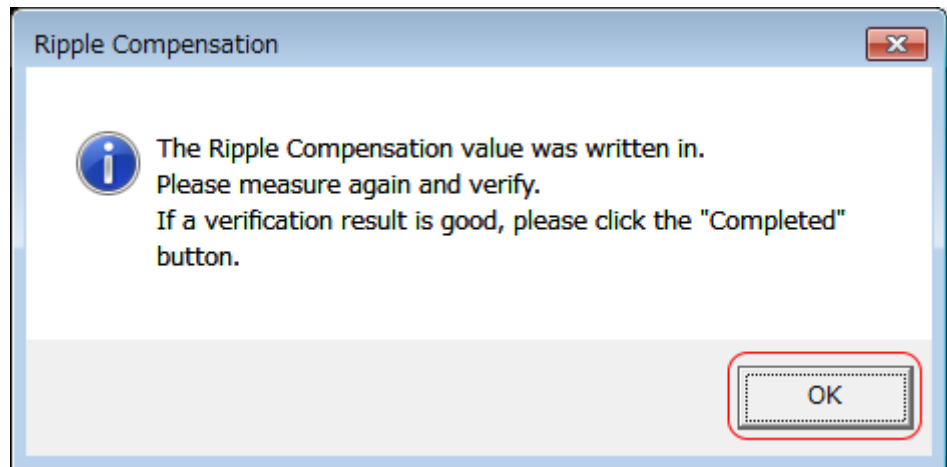 Ripple Compensation
The Ripple Compensation value was written in.
Please measure again and verify.
If a verification result is good, please click the "Completed"
button.
OK